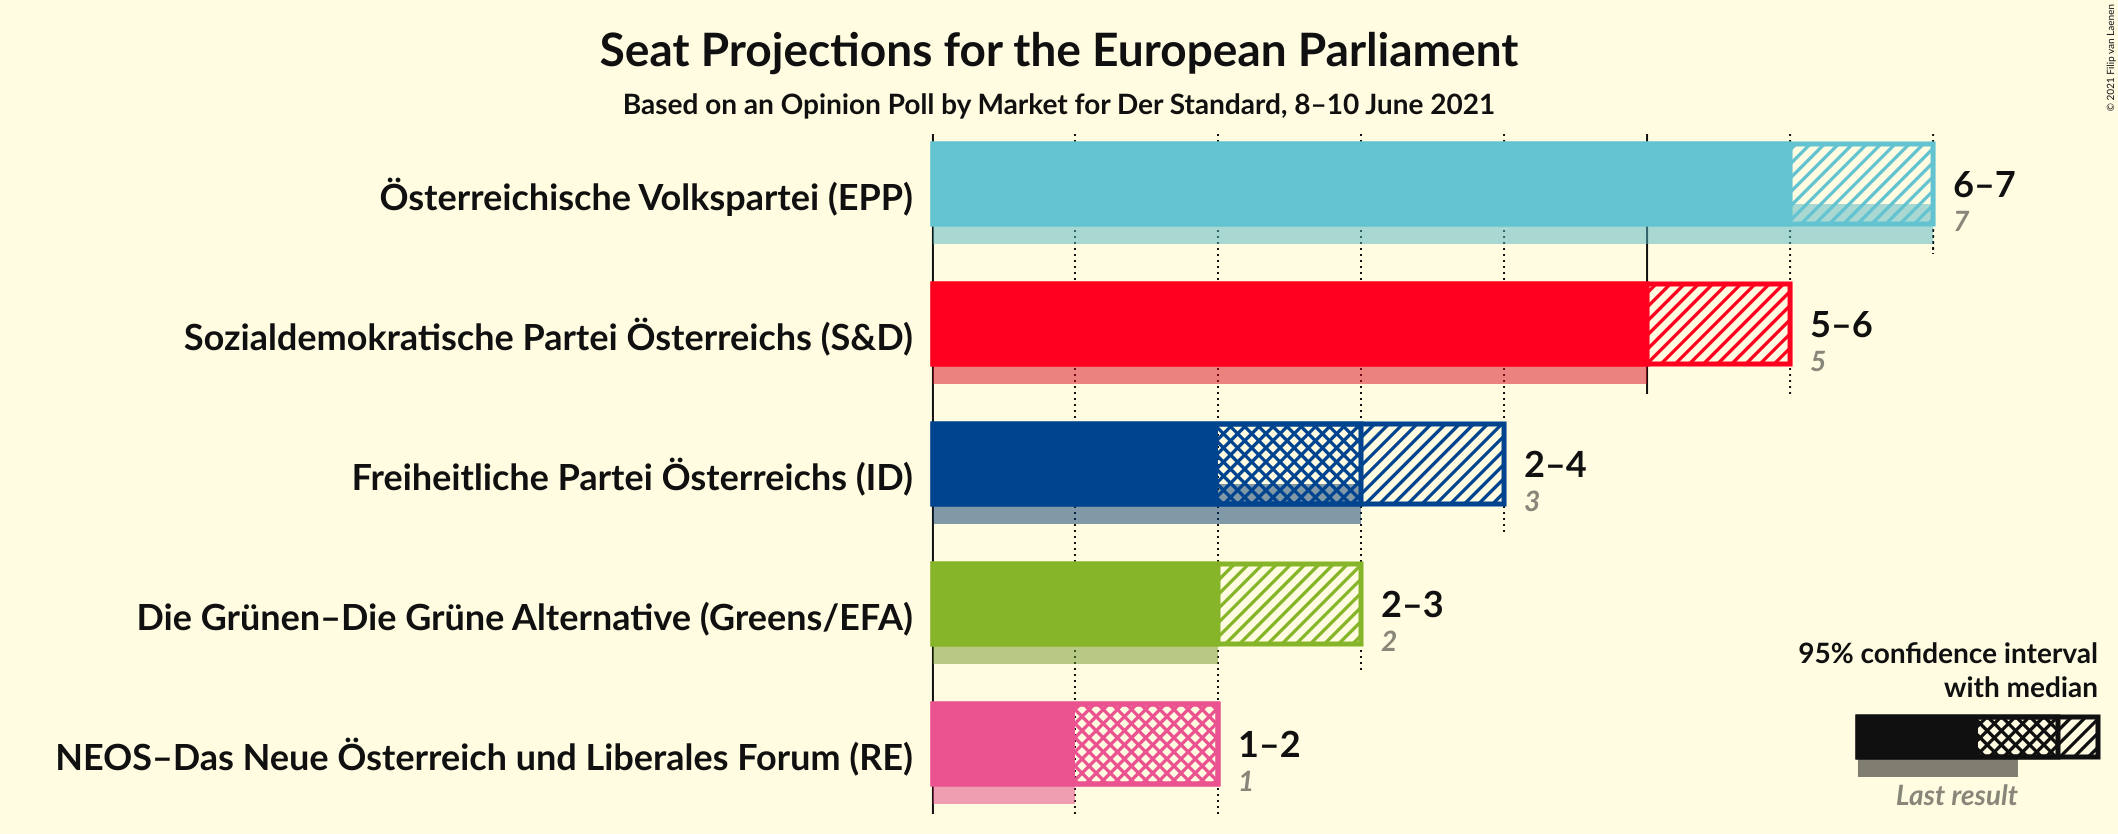 Seat Projections for the European Parliament
Based on an Opinion Poll by Market for Der Standard, 8–10 June 2021
© 2021 Filip van Laenen
Österreichische Volkspartei (EPP)
6–7
7
Sozialdemokratische Partei Österreichs (S&D)
5–6
5
Freiheitliche Partei Österreichs (ID)
2–4
3
Die Grünen–Die Grüne Alternative (Greens/EFA)
2–3
2
NEOS–Das Neue Österreich und Liberales Forum (RE)
1–2
1
95% confidence interval
with median
Last result